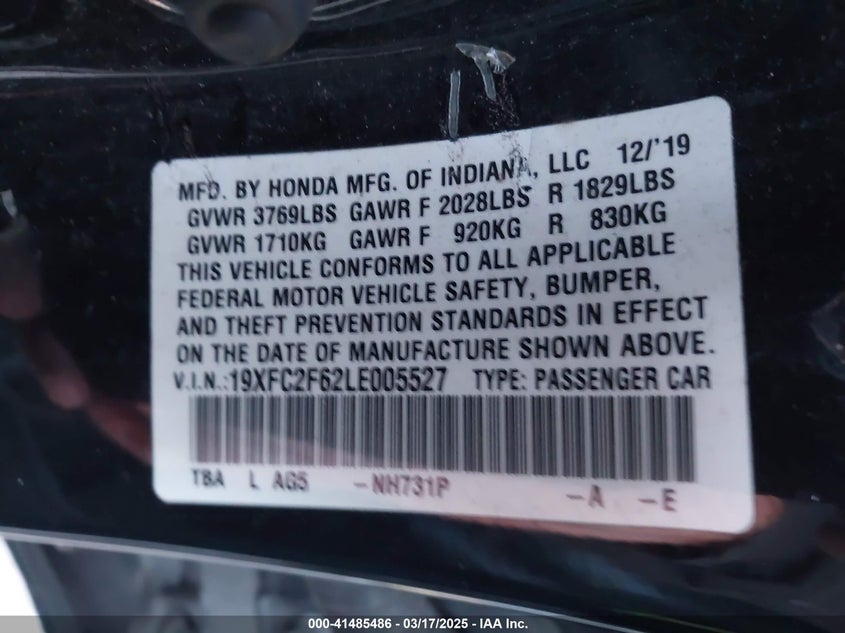 MFD. BY HONDA MFG. OF INDIANA, LLC 12/'19
GVWR 3769LBS GAWR F 2028LBS R 1829LBS
GVWR 1710KG GAWR F 920KG R 830KG
THIS VEHICLE CONFORMS TO ALL APPLICABLE
FEDERAL MOTOR VEHICLE SAFETY, BUMPER,
AND THEFT PREVENTION STANDARDS IN EFFECT
ON THE DATE OF MANUFACTURE SHOWN ABOVE.
V.I.N.:19XFC2F62LE005527 TYPE: PASSENGER CAR
TBA L AG5 -NH731P -A -E
000-41485486 - 03/17/2025 - IAA Inc.